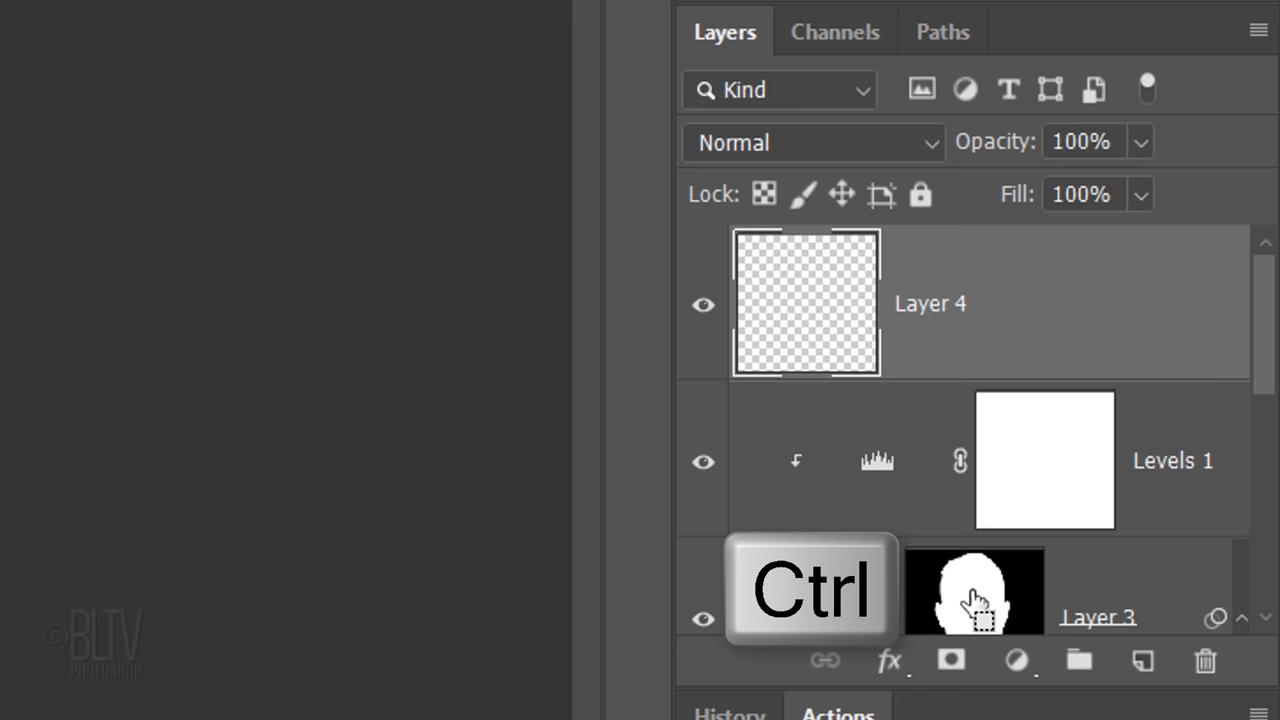 Layers Channels Paths
Kind
Normal Opacity: 100%
Lock: Fill: 100%
Layer 4
Levels 1
Ctrl
Layer 3
fx
©BLTV
PHOTOSHOP
History Actions